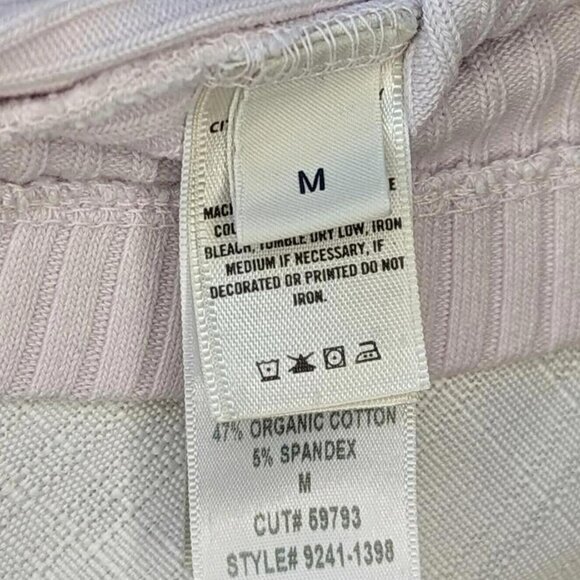 M
BLEACH, TUMBLE DRY LOW, IRON
MEDIUM IF NECESSARY, IF
DECORATED OR PRINTED DO NOT
IRON.
47% ORGANIC COTTON
5% SPANDEX
M
CUT# 59793
STYLE# 9241-1398